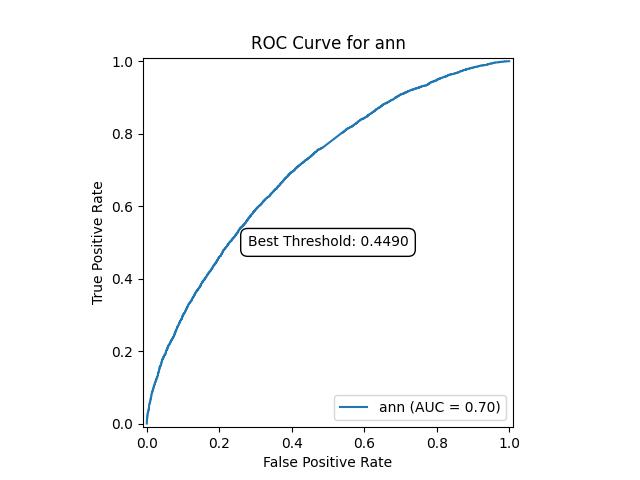 ROC Curve for ann
1.0
0.8
0.6
0.4
0.2
0.0
True Positive Rate
Best Threshold: 0.4490
ann (AUC = 0.70)
0.0 0.2 0.4 0.6 0.8 1.0
False Positive Rate